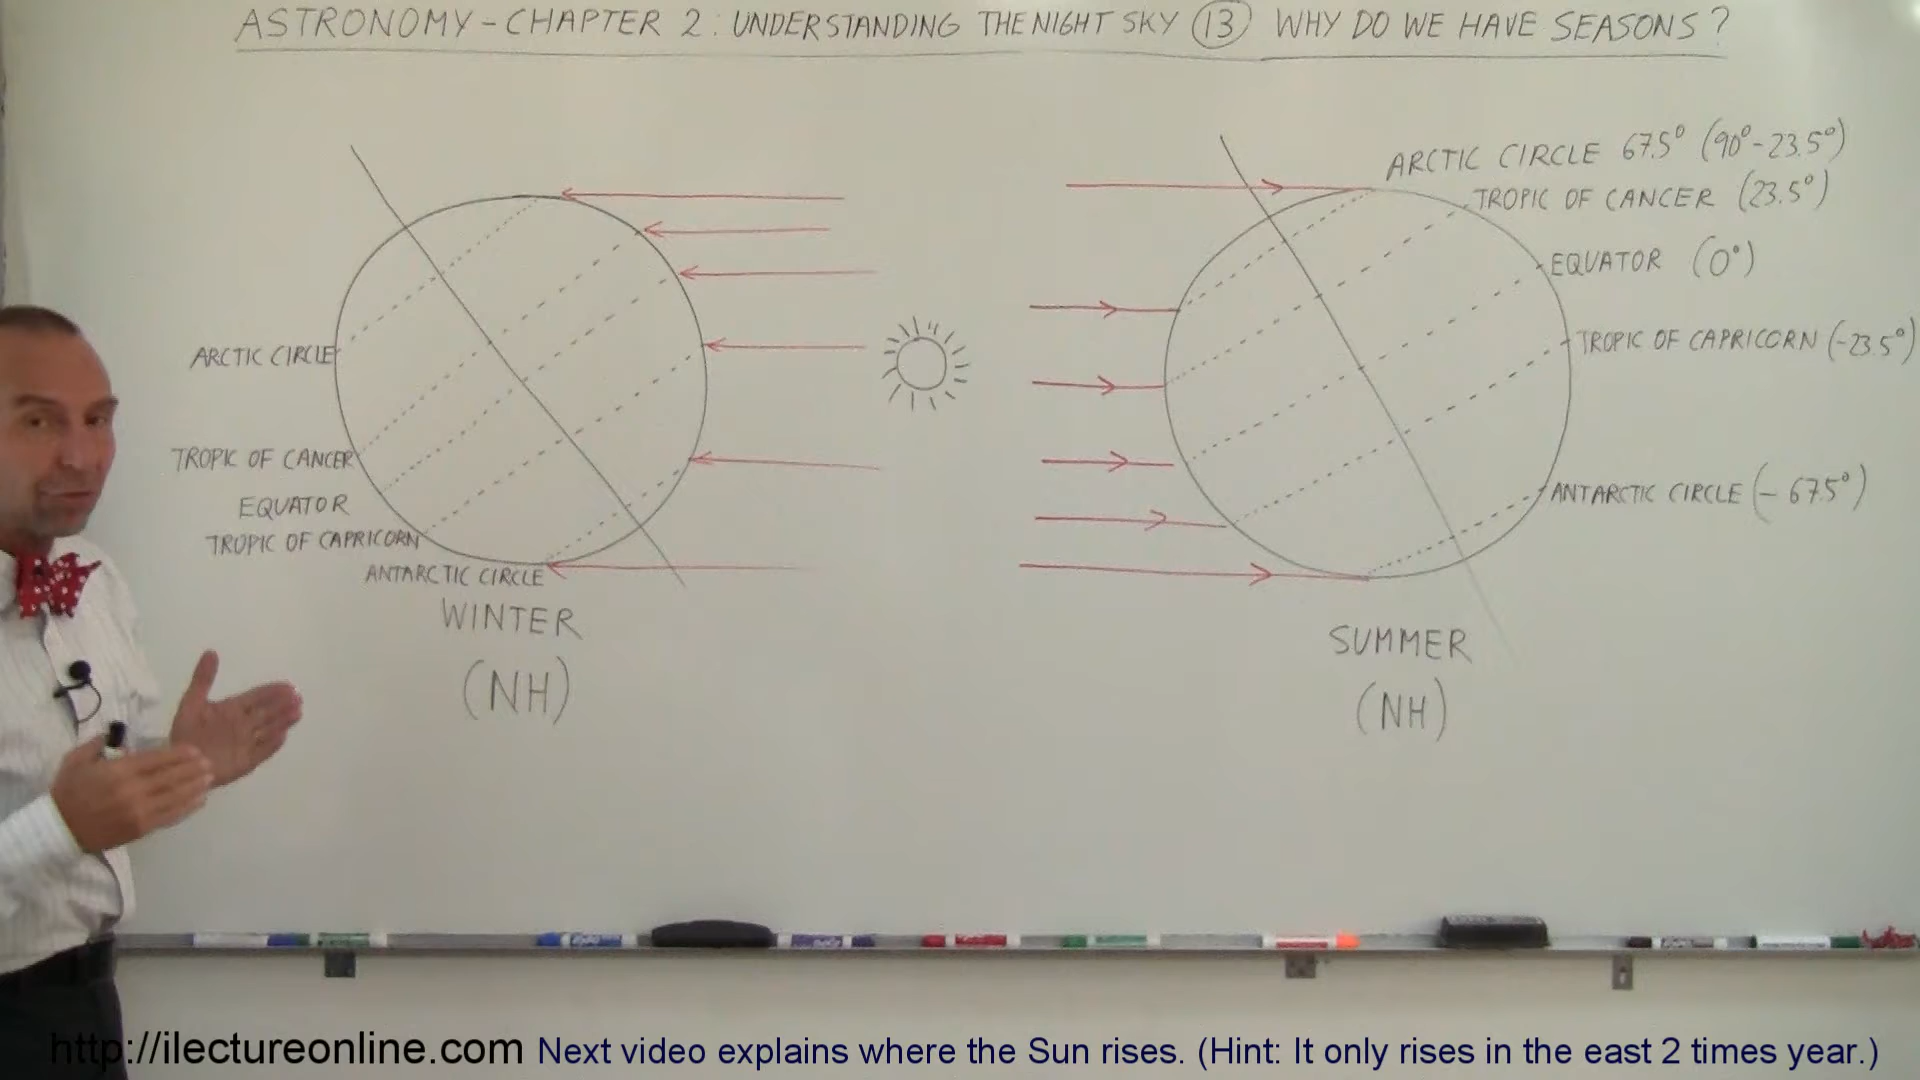 ASTRONOMY - CHAPTER 2: UNDERSTANDING THE NIGHT SKY 13 WHY DO WE HAVE SEASONS?
ARCTIC CIRCLE 67.5° (90°-23.5°)
TROPIC OF CANCER (23.5°)
EQUATOR (0°)
TROPIC OF CAPRICORN (-23.5°)
ANTARCTIC CIRCLE (-67.5°)
ARCTIC CIRCLE
TROPIC OF CANCER
EQUATOR
TROPIC OF CAPRICORN
ANTARCTIC CIRCLE
WINTER
(NH)
SUMMER
(NH)
http://ilectureonline.com Next video explains where the Sun rises. (Hint: It only rises in the east 2 times year.)